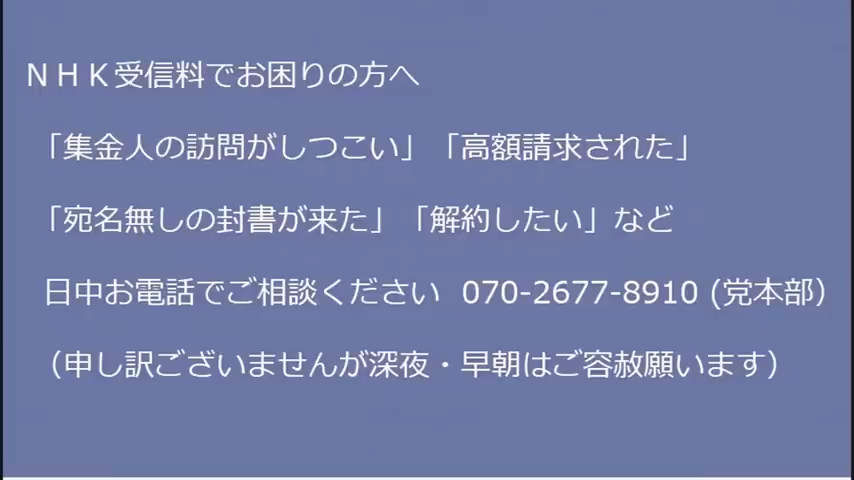 ＮＨＫ受信料でお困りの方へ
「集金人の訪問がしつこい」「高額請求された」
「宛名無しの封書が来た」「解約したい」など
日中お電話でご相談ください 070-2677-8910 (党本部）
（申し訳ございませんが深夜・早朝はご容赦願います）